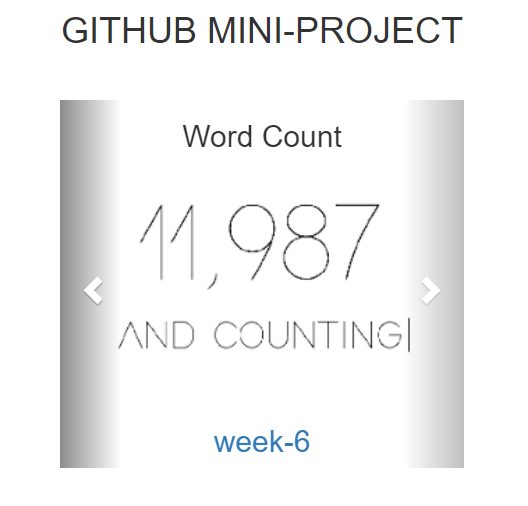 GITHUB MINI-PROJECT
Word Count
11,987
AND COUNTING|
week-6